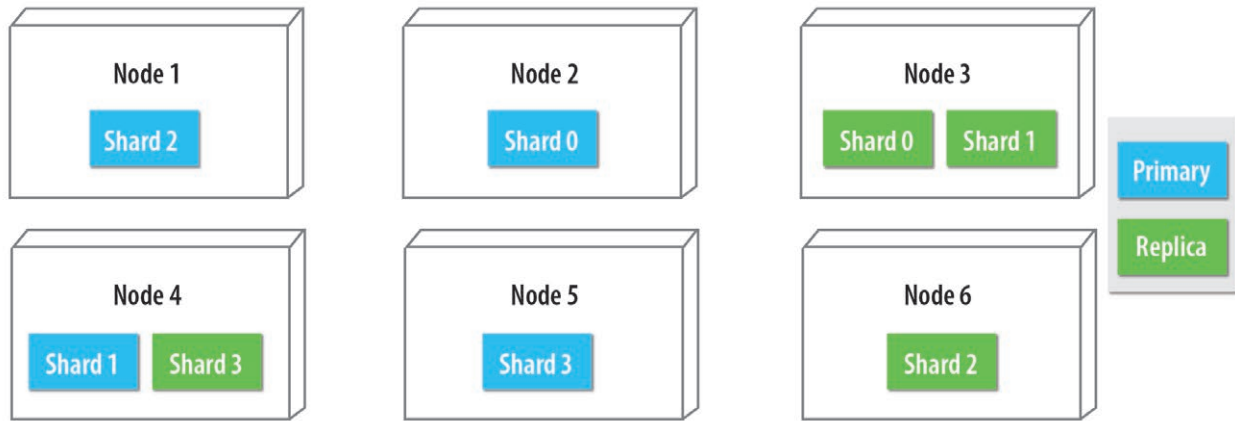 Node 1
Shard 2
Node 2
Shard 0
Node 3
Shard 0 Shard 1
Primary
Replica
Node 4
Shard 1 Shard 3
Node 5
Shard 3
Node 6
Shard 2